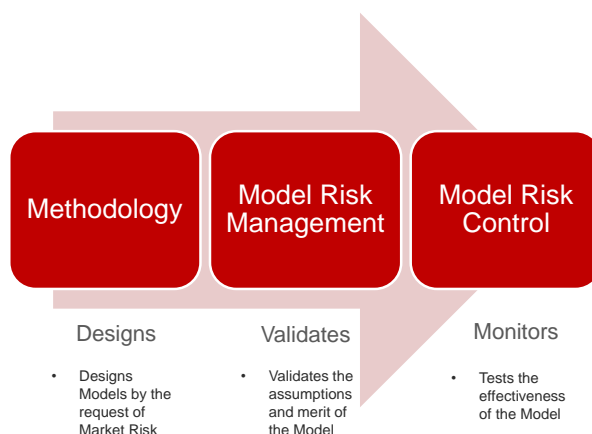 Methodology
Model Risk
Management
Model Risk
Control
Designs
Validates
Monitors
• Designs
Models by the
request of
Market Risk
• Validates the
assumptions
and merit of
the Model
• Tests the
effectiveness
of the Model